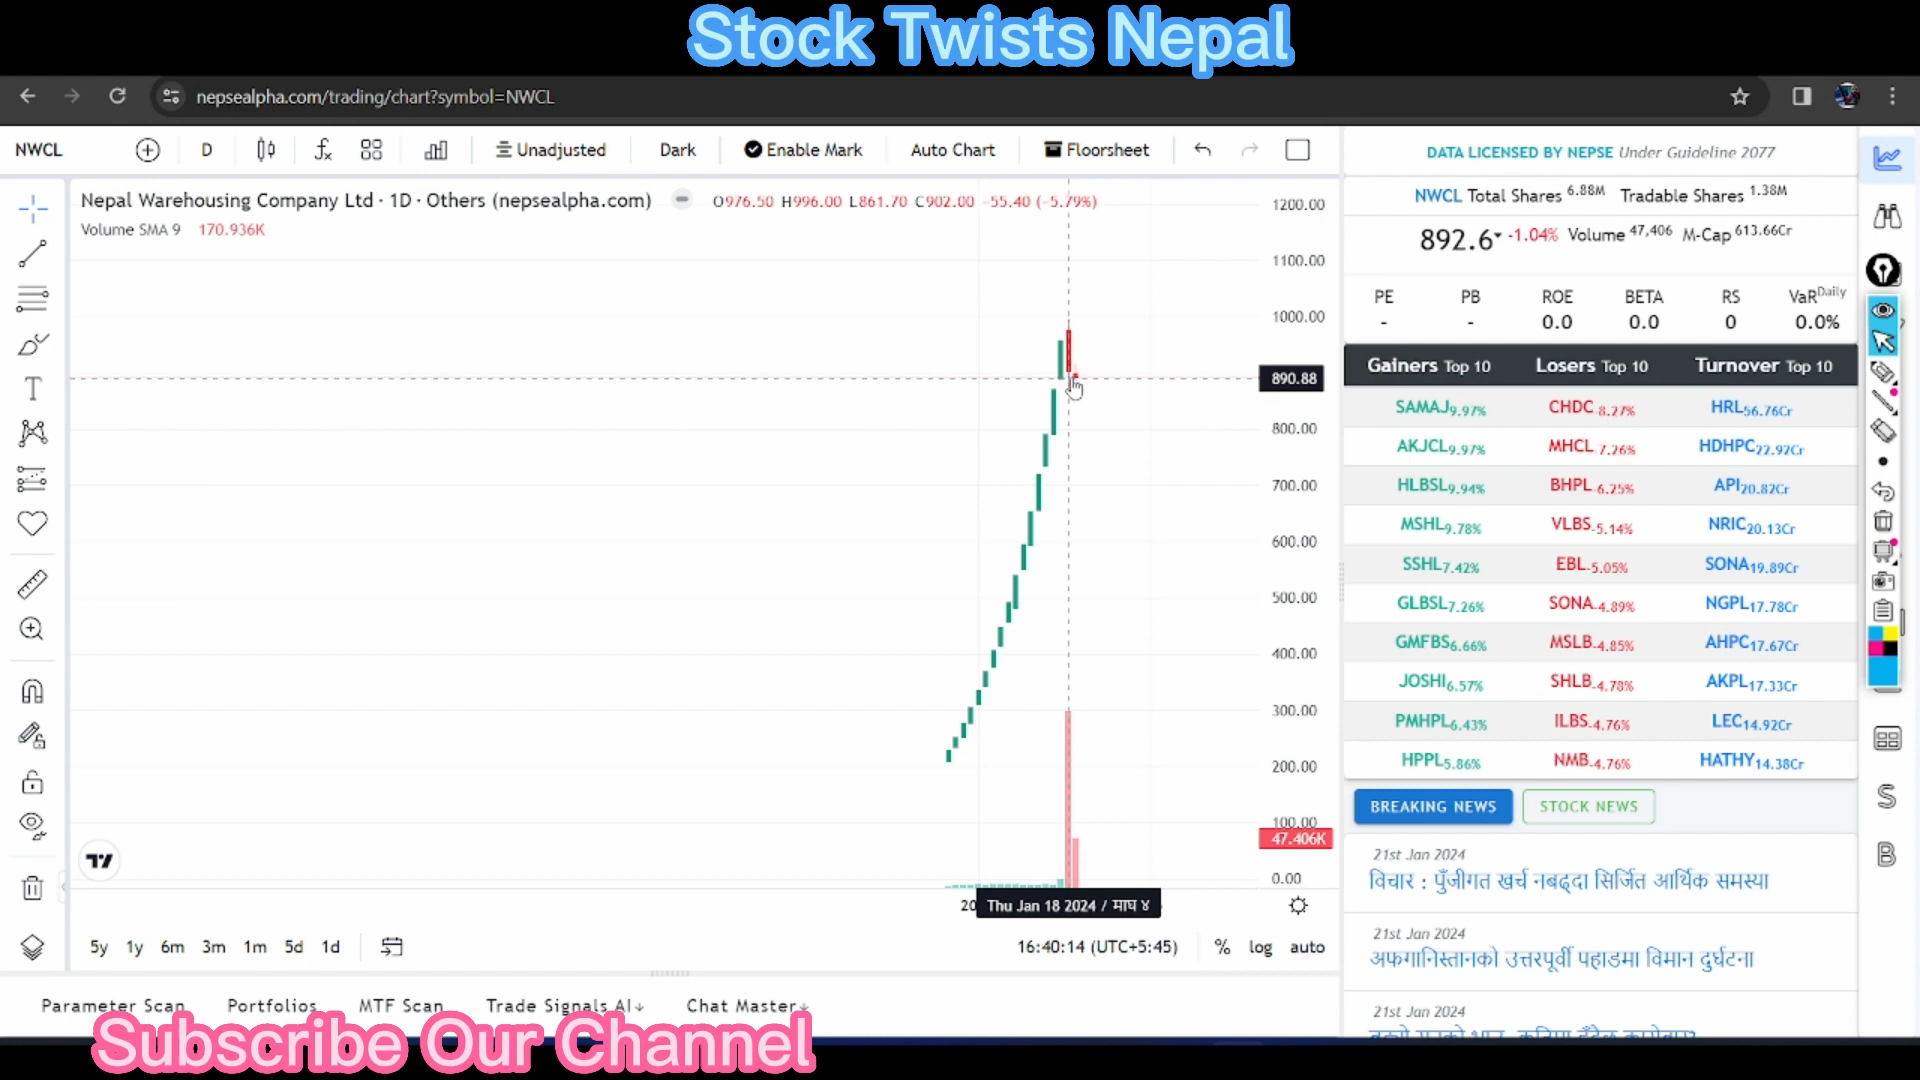 Stock Twists Nepal
nepsealpha.com/trading/chart?symbol=NWCL
NWCL D Unadjusted Dark Enable Mark Auto Chart Floorsheet
Nepal Warehousing Company Ltd · 1D · Others (nepsealpha.com) O976.50 H996.00 L861.70 C902.00 -55.40 (-5.79%)
Volume SMA 9 170.936K
1200.00
1100.00
1000.00
890.88
800.00
700.00
600.00
500.00
400.00
300.00
200.00
100.00
47.406K
0.00
20
Thu Jan 18 2024 / माघ ४
5y 1y 6m 3m 1m 5d 1d
16:40:14 (UTC+5:45) % log auto
Parameter Scan Portfolios MTF Scan Trade Signals AI↓ Chat Master↓
DATA LICENSED BY NEPSE Under Guideline 2077
NWCL Total Shares 6.88M Tradable Shares 1.38M
892.6 -1.04% Volume 47,406 M-Cap 613.66Cr
PE PB ROE BETA RS VaR Daily
- - 0.0 0.0 0 0.0%
Gainers Top 10 Losers Top 10 Turnover Top 10
SAMAJ 9.97% CHDC -8.27% HRL 56.76Cr
AKJCL 9.97% MHCL -7.26% HDHPC 22.92Cr
HLBSL 9.94% BHPL -6.25% API 20.82Cr
MSHL 9.78% VLBS -5.14% NRIC 20.13Cr
SSHL 7.42% EBL -5.05% SONA 19.89Cr
GLBSL 7.26% SONA -4.89% NGPL 17.78Cr
GMFBS 6.66% MSLB -4.85% AHPC 17.67Cr
JOSHI 6.57% SHLB -4.78% AKPL 17.33Cr
PMHPL 6.43% ILBS -4.76% LEC 14.92Cr
HPPL 5.86% NMB -4.76% HATHY 14.38Cr
BREAKING NEWS STOCK NEWS
21st Jan 2024
विचार : पुँजीगत खर्च नबढ्दा सिर्जित आर्थिक समस्या
21st Jan 2024
अफगानिस्तानको उत्तरपूर्वी पहाडमा विमान दुर्घटना
21st Jan 2024
S
B
Subscribe Our Channel